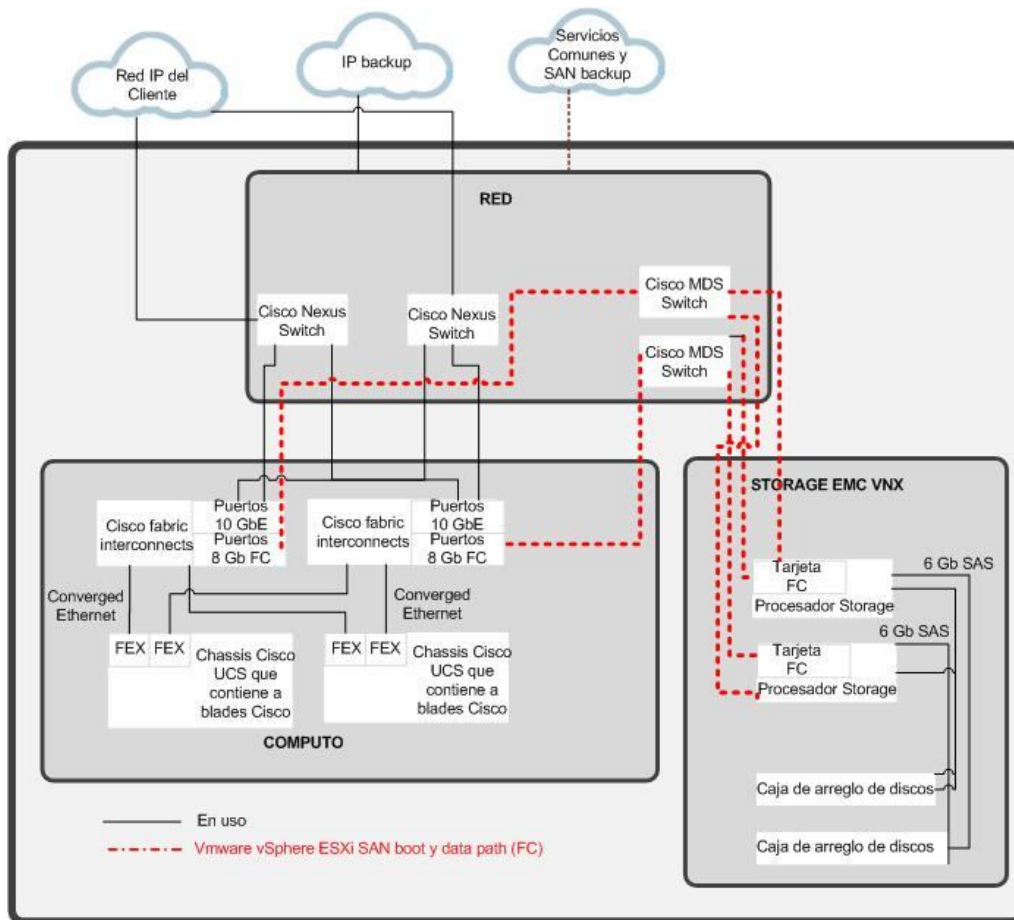 Red IP del
Cliente
IP backup
Servicios
Comunes y
SAN backup
RED
Cisco Nexus
Switch
Cisco Nexus
Switch
Cisco MDS
Switch
Cisco MDS
Switch
Cisco fabric
interconnects
Puertos
10 GbE
Puertos
8 Gb FC
Cisco fabric
interconnects
Puertos
10 GbE
Puertos
8 Gb FC
Converged
Ethernet
Converged
Ethernet
FEX
FEX
Chassis Cisco
UCS que
contiene a
blades Cisco
FEX
FEX
Chassis Cisco
UCS que
contiene a
blades Cisco
COMPUTO
STORAGE EMC VNX
Tarjeta
FC
Procesador Storage
6 Gb SAS
Tarjeta
FC
Procesador Storage
6 Gb SAS
Caja de arreglo de discos
Caja de arreglo de discos
En uso
Vmware vSphere ESXi SAN boot y data path (FC)